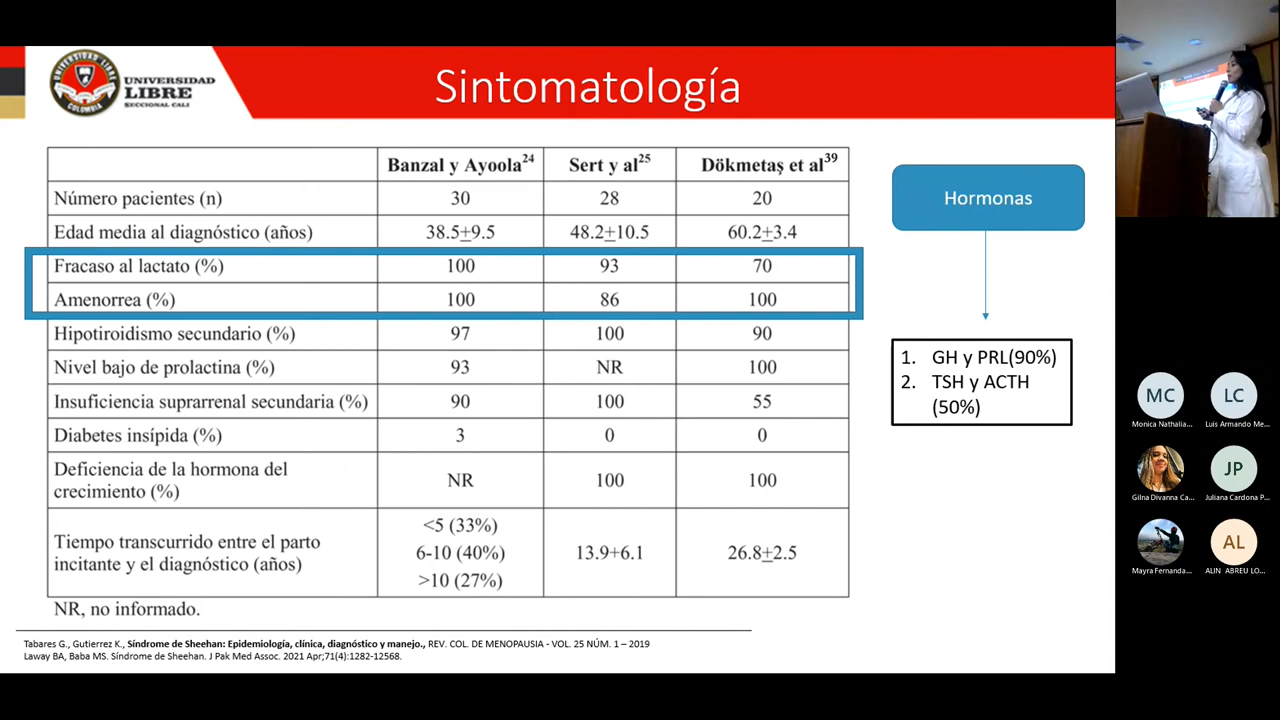 UNIVERSIDAD LIBRE
COLOMBIA
UNIVERSIDAD
LIBRE
SECCIONAL CALI
Sintomatología
Banzal y Ayoola24 Sert y al25 Dökmetaş et al39
Número pacientes (n) 30 28 20
Edad media al diagnóstico (años) 38.5+9.5 48.2+10.5 60.2+3.4
Fracaso al lactato (%) 100 93 70
Amenorrea (%) 100 86 100
Hipotiroidismo secundario (%) 97 100 90
Nivel bajo de prolactina (%) 93 NR 100
Insuficiencia suprarrenal secundaria (%) 90 100 55
Diabetes insípida (%) 3 0 0
Deficiencia de la hormona del
crecimiento (%) NR 100 100
Tiempo transcurrido entre el parto
incitante y el diagnóstico (años)
<5 (33%)
6-10 (40%)
>10 (27%)
13.9+6.1
26.8+2.5
NR, no informado.
Hormonas
1. GH y PRL(90%)
2. TSH y ACTH
(50%)
Tabares G., Gutierrez K., Síndrome de Sheehan: Epidemiología, clínica, diagnóstico y manejo., REV. COL. DE MENOPAUSIA - VOL. 25 NÚM. 1 – 2019
Laway BA, Baba MS. Síndrome de Sheehan. J Pak Med Assoc. 2021 Apr;71(4):1282-12568.
MC
Monica Nathalia...
LC
Luis Armando Me...
Gilna Divanna Ca...
JP
Juliana Cardona P...
Mayra Fernanda...
AL
ALIN ABREU LO...